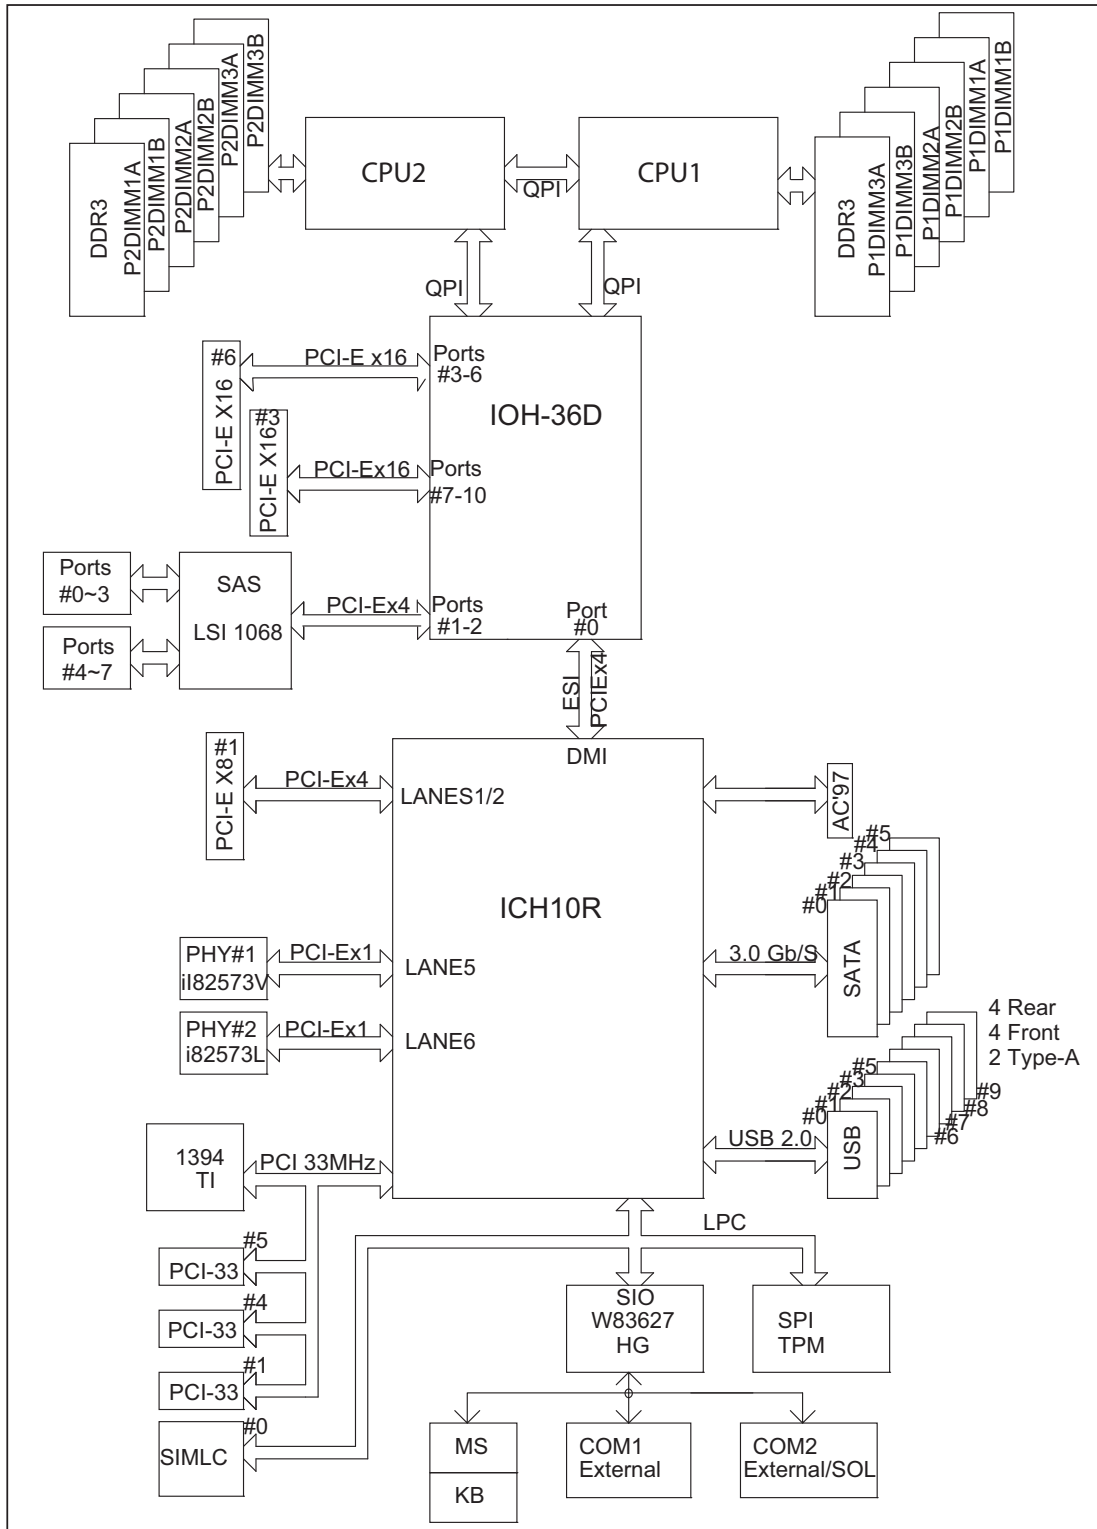 DDR3
P2DIMM1A
P2DIMM1B
P2DIMM2A
P2DIMM2B
P2DIMM3A
P2DIMM3B
CPU2
QPI
CPU1
DDR3
P1DIMM3A
P1DIMM3B
P1DIMM2A
P1DIMM2B
P1DIMM1A
P1DIMM1B
QPI
QPI
#6
PCI-E X16
PCI-E x16
Ports
#3-6
IOH-36D
#3
PCI-E X16
PCI-Ex16
Ports
#7-10
Ports
#0~3
Ports
#4~7
SAS
LSI 1068
PCI-Ex4
Ports
#1-2
Port
#0
ESI
PCIEx4
DMI
#1
PCI-E X8
PCI-Ex4
LANES1/2
AC'97
ICH10R
#0
#1
#2
#3
#4
#5
SATA
3.0 Gb/S
PHY#1
iI82573V
PCI-Ex1
LANE5
PHY#2
i82573L
PCI-Ex1
LANE6
4 Rear
4 Front
2 Type-A
#0
#1
#2
#3
#5
#6
#7
#8
#9
USB
USB 2.0
1394
TI
PCI 33MHz
LPC
#5
PCI-33
#4
PCI-33
#1
PCI-33
#0
SIMLC
SIO
W83627
HG
SPI
TPM
MS
KB
COM1
External
COM2
External/SOL